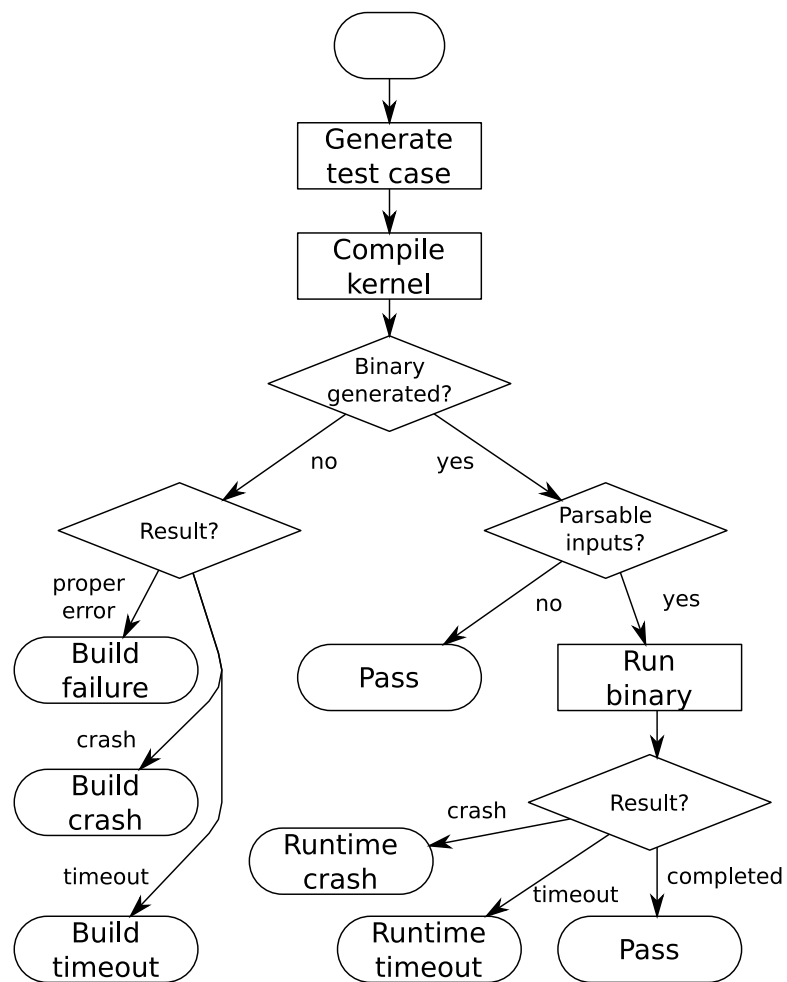 Generate
test case
Compile
kernel
Binary
generated?
no
yes
Result?
Parsable
inputs?
proper
error
no
yes
Build
failure
Pass
Run
binary
crash
Build
crash
Result?
crash
Runtime
crash
timeout
timeout
completed
Build
timeout
Runtime
timeout
Pass